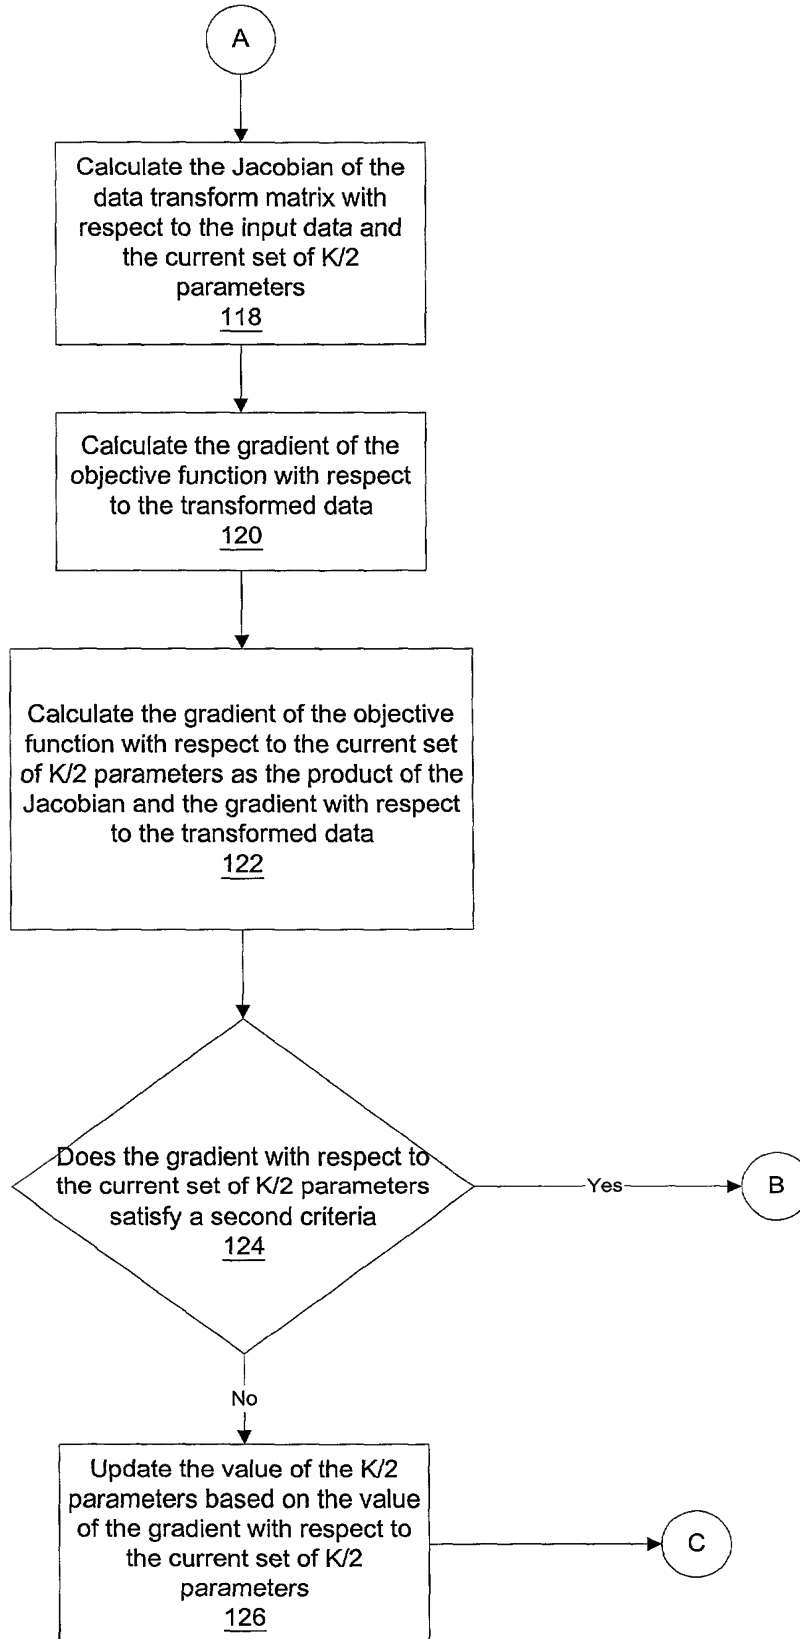 A
Calculate the Jacobian of the
data transform matrix with
respect to the input data and
the current set of K/2
parameters
118
Calculate the gradient of the
objective function with respect
to the transformed data
120
Calculate the gradient of the objective
function with respect to the current set
of K/2 parameters as the product of the
Jacobian and the gradient with respect
to the transformed data
122
Does the gradient with respect to
the current set of K/2 parameters
satisfy a second criteria
124
Yes
B
No
Update the value of the K/2
parameters based on the value
of the gradient with respect to
the current set of K/2
parameters
126
C